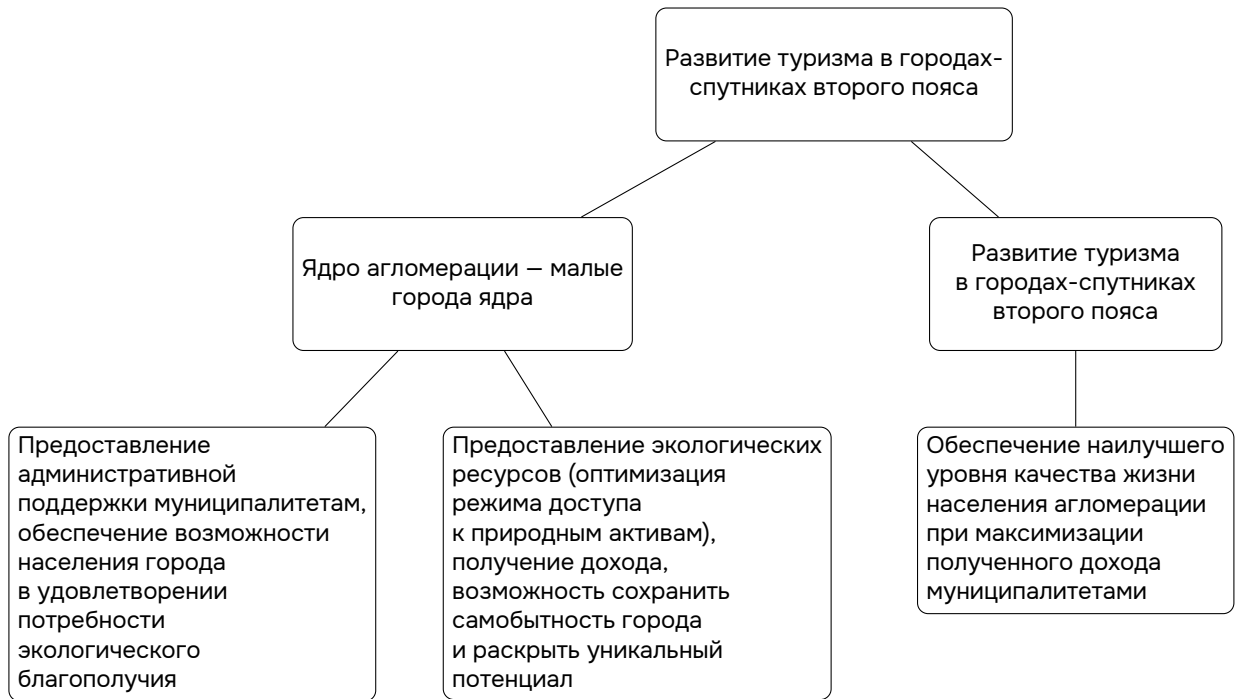 Развитие туризма в городах-
спутниках второго пояса
Ядро агломерации — малые
города ядра
Развитие туризма
в городах-спутниках
второго пояса
Предоставление
административной
поддержки муниципалитетам,
обеспечение возможности
населения города
в удовлетворении
потребности
экологического
благополучия
Предоставление экологических
ресурсов (оптимизация
режима доступа
к природным активам),
получение дохода,
возможность сохранить
самобытность города
и раскрыть уникальный
потенциал
Обеспечение наилучшего
уровня качества жизни
населения агломерации
при максимизации
полученного дохода
муниципалитетами